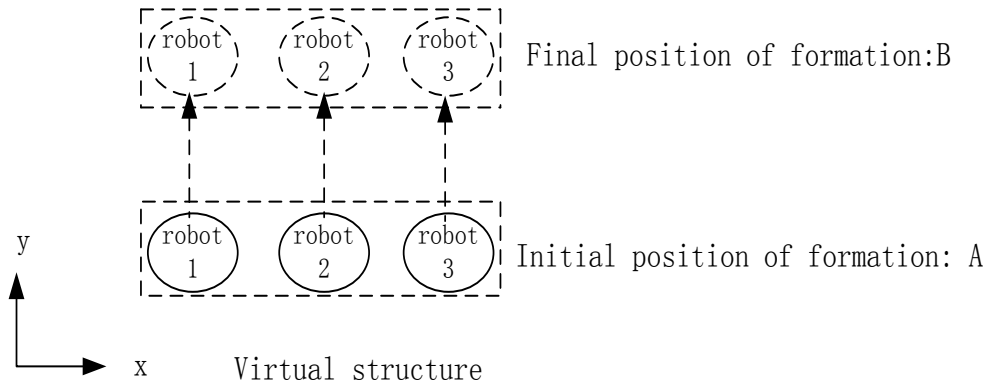 robot robot robot
1 2 3
Final position of formation:B
robot robot robot
1 2 3
Initial position of formation: A
y
x
Virtual structure